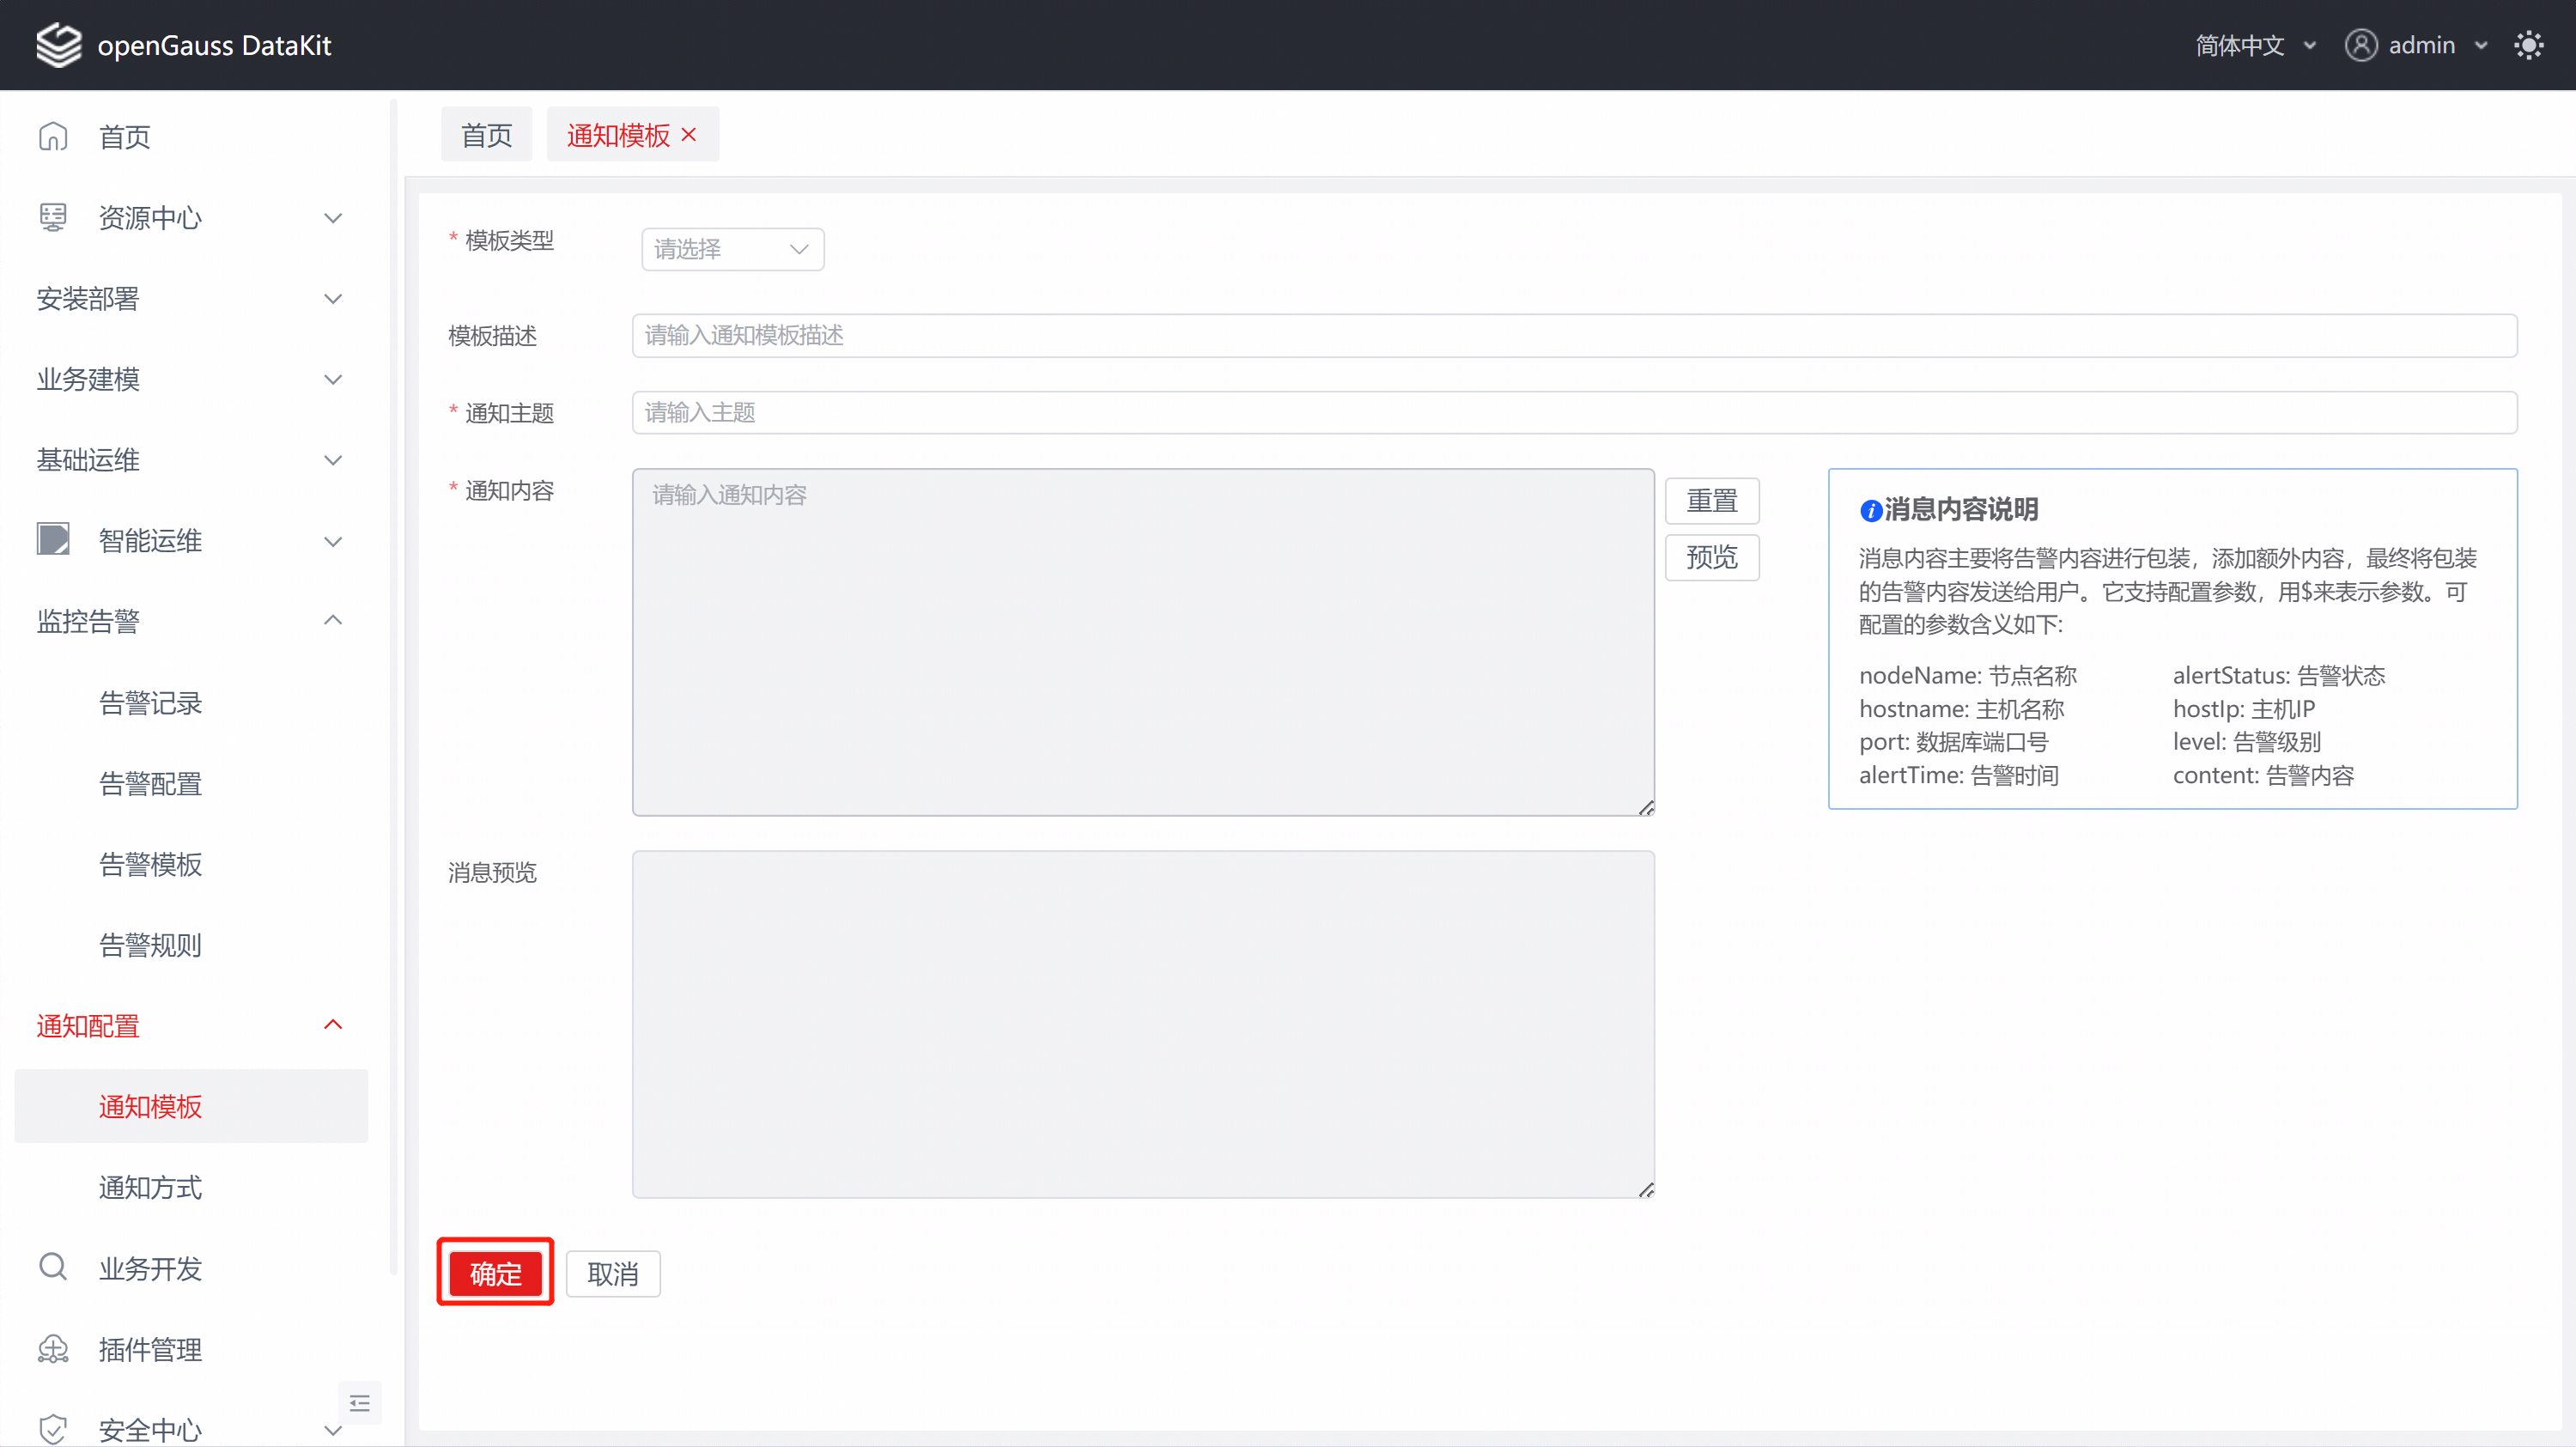 openGauss DataKit
简体中文
admin
首页
资源中心
安装部署
业务建模
基础运维
智能运维
监控告警
告警记录
告警配置
告警模板
告警规则
通知配置
通知模板
通知方式
业务开发
插件管理
安全中心
首页
通知模板
* 模板类型
请选择
模板描述
请输入通知模板描述
* 通知主题
请输入主题
* 通知内容
请输入通知内容
重置
预览
消息内容说明
消息内容主要将告警内容进行包装，添加额外内容，最终将包装
的告警内容发送给用户。它支持配置参数，用$来表示参数。可
配置的参数含义如下:
nodeName: 节点名称
alertStatus: 告警状态
hostname: 主机名称
hostIp: 主机IP
port: 数据库端口号
level: 告警级别
alertTime: 告警时间
content: 告警内容
消息预览
确定
取消